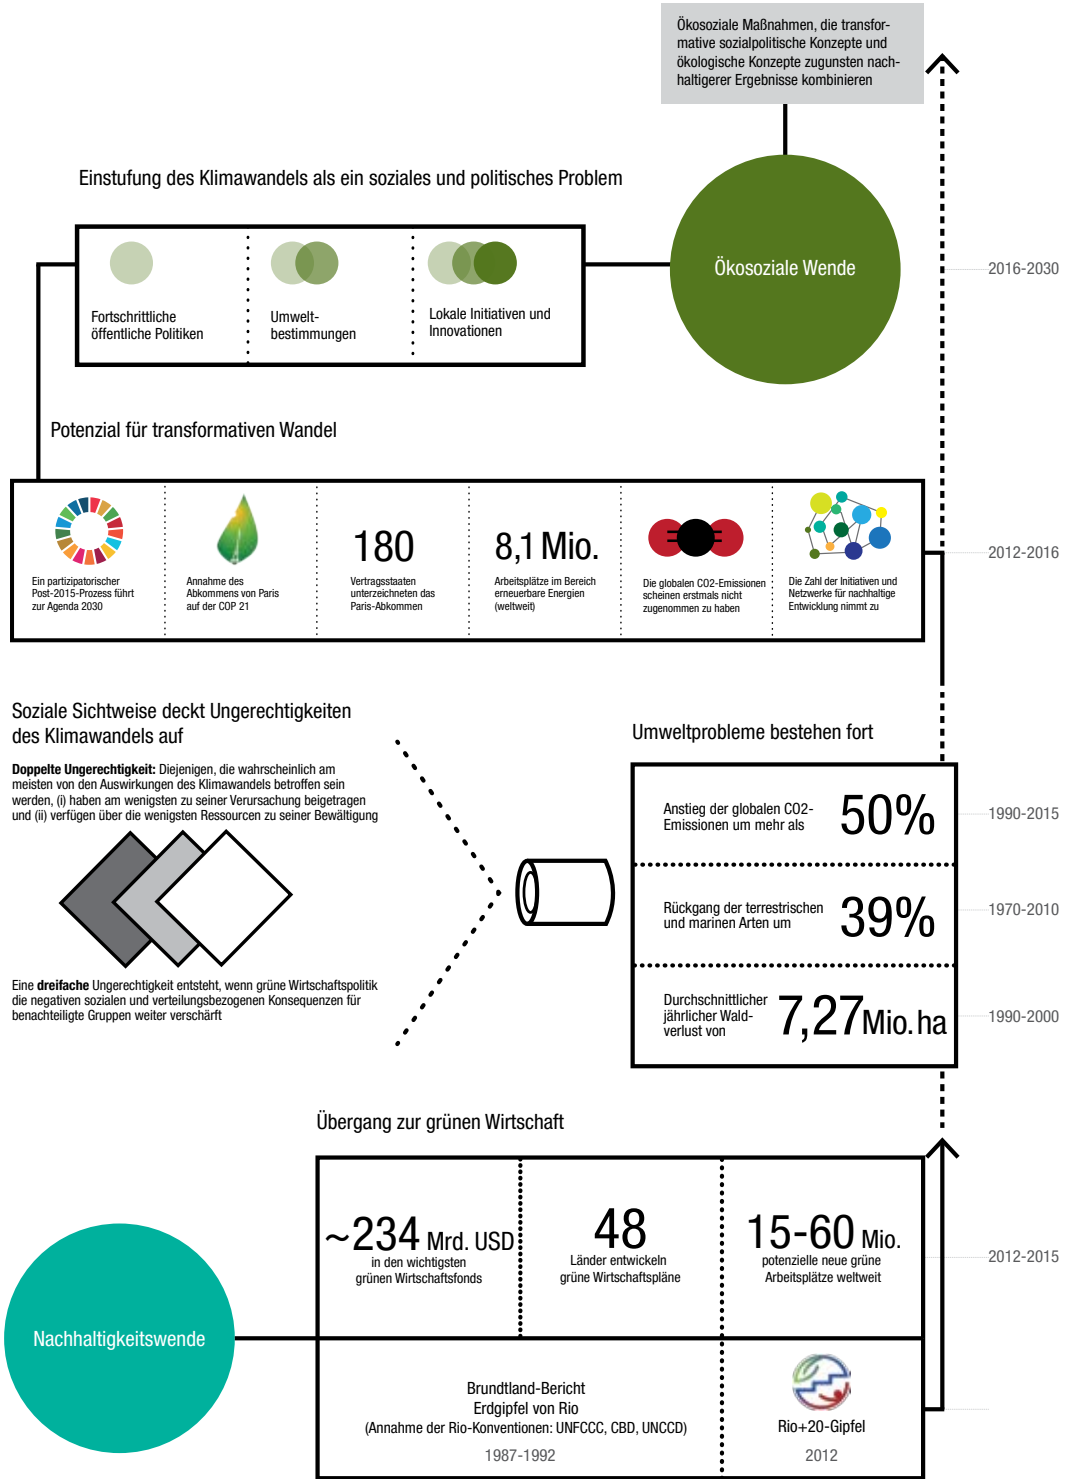 Ökosoziale Maßnahmen, die transfor-
mative sozialpolitische Konzepte und
ökologische Konzepte zugunsten nach-
haltigerer Ergebnisse kombinieren
Einstufung des Klimawandels als ein soziales und politisches Problem
Fortschrittliche
öffentliche Politiken
Umwelt-
bestimmungen
Lokale Initiativen und
Innovationen
Ökosoziale Wende
2016-2030
Potenzial für transformativen Wandel
Ein partizipatorischer
Post-2015-Prozess führt
zur Agenda 2030
Annahme des
Abkommens von Paris
auf der COP 21
180
Vertragsstaaten
unterzeichneten das
Paris-Abkommen
8,1 Mio.
Arbeitsplätze im Bereich
erneuerbare Energien
(weltweit)
Die globalen CO2-Emissionen
scheinen erstmals nicht
zugenommen zu haben
Die Zahl der Initiativen und
Netzwerke für nachhaltige
Entwicklung nimmt zu
2012-2016
Soziale Sichtweise deckt Ungerechtigkeiten
des Klimawandels auf
Doppelte Ungerechtigkeit: Diejenigen, die wahrscheinlich am
meisten von den Auswirkungen des Klimawandels betroffen sein
werden, (i) haben am wenigsten zu seiner Verursachung beigetragen
und (ii) verfügen über die wenigsten Ressourcen zu seiner Bewältigung
Eine dreifache Ungerechtigkeit entsteht, wenn grüne Wirtschaftspolitik
die negativen sozialen und verteilungsbezogenen Konsequenzen für
benachteiligte Gruppen weiter verschärft
Umweltprobleme bestehen fort
Anstieg der globalen CO2-
Emissionen um mehr als
50%
1990-2015
Rückgang der terrestrischen
und marinen Arten um
39%
1970-2010
Durchschnittlicher
jährlicher Wald-
verlust von
7,27 Mio. ha
1990-2000
Übergang zur grünen Wirtschaft
~234 Mrd. USD
in den wichtigsten
grünen Wirtschaftsfonds
48
Länder entwickeln
grüne Wirtschaftspläne
15-60 Mio.
potenzielle neue grüne
Arbeitsplätze weltweit
2012-2015
Nachhaltigkeitswende
Brundtland-Bericht
Erdgipfel von Rio
(Annahme der Rio-Konventionen: UNFCCC, CBD, UNCCD)
1987-1992
Rio+20-Gipfel
2012